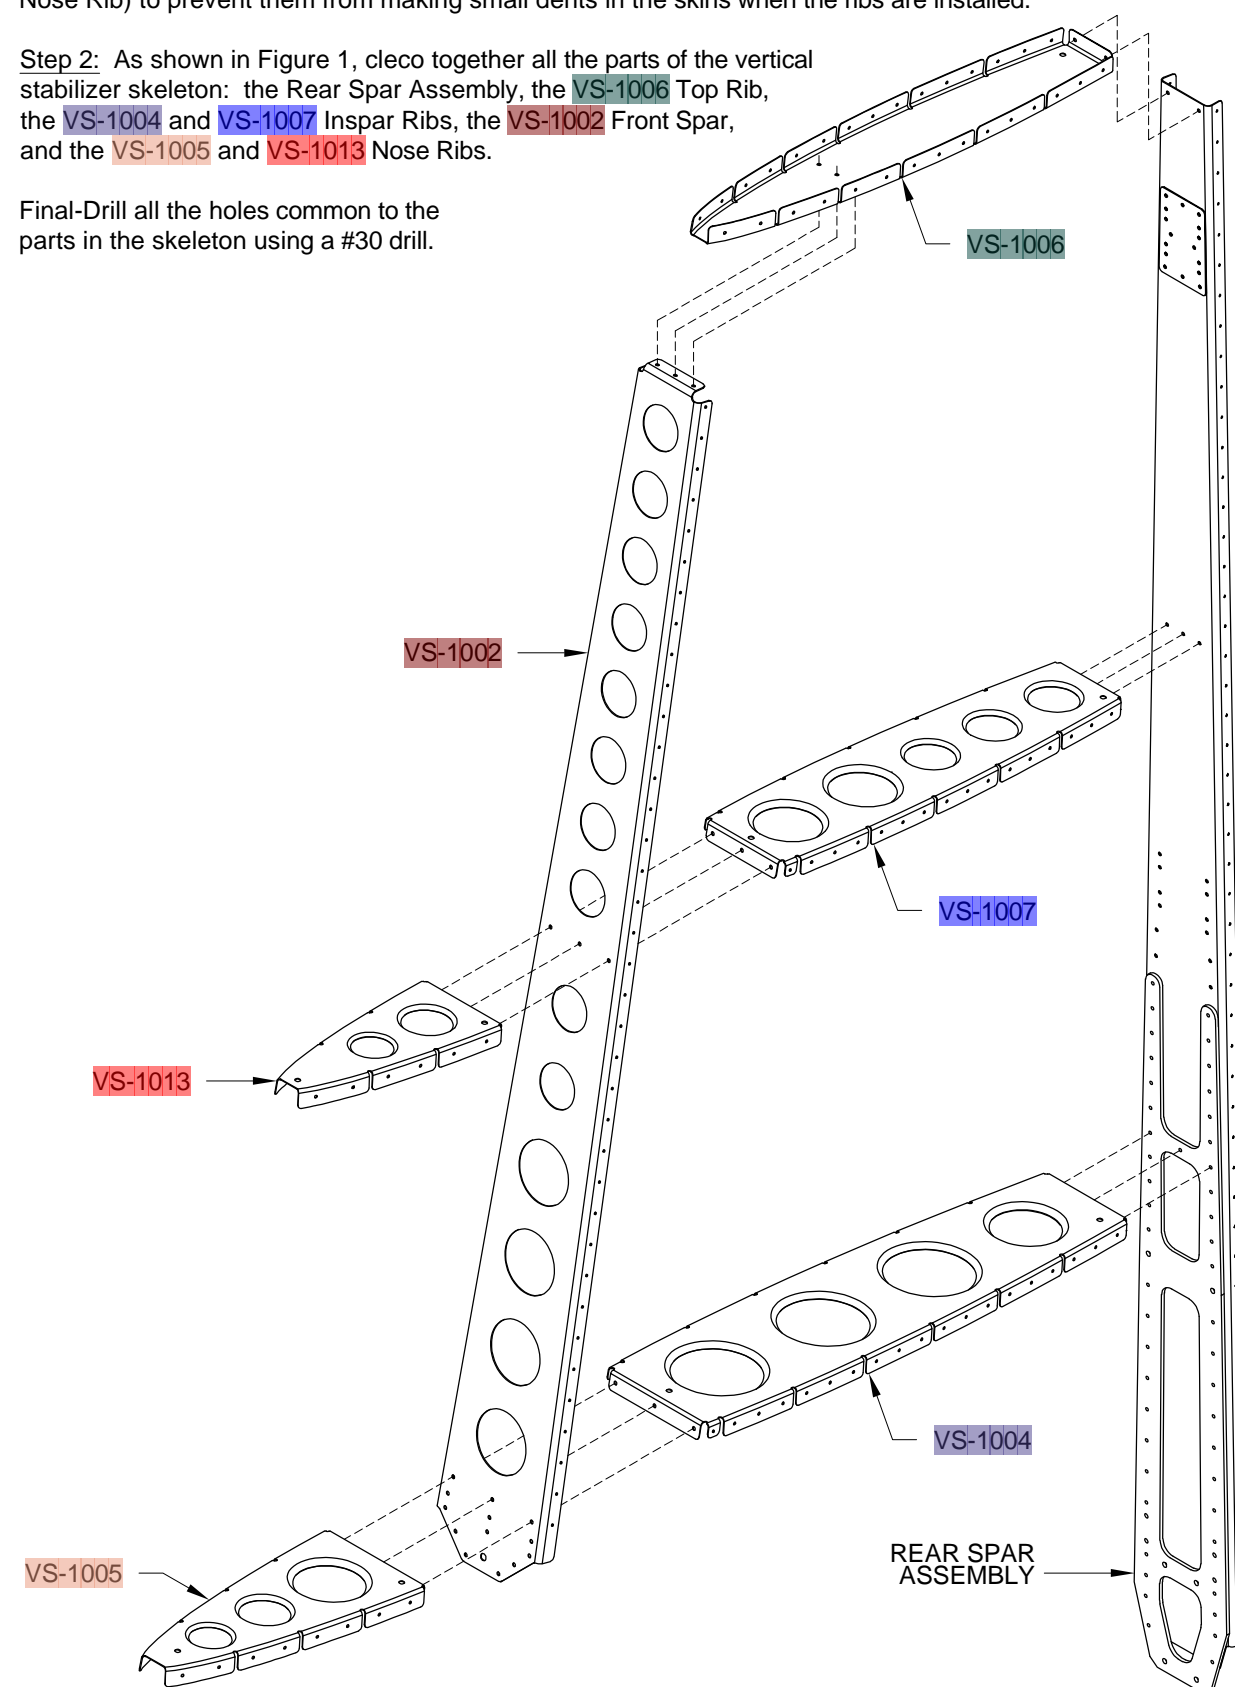 Nose Rib) to prevent them from making small dents in the skins when the ribs are installed.
Step 2: As shown in Figure 1, cleco together all the parts of the vertical
stabilizer skeleton: the Rear Spar Assembly, the VS-1006 Top Rib,
the VS-1004 and VS-1007 Inspar Ribs, the VS-1002 Front Spar,
and the VS-1005 and VS-1013 Nose Ribs.
Final-Drill all the holes common to the
parts in the skeleton using a #30 drill.
VS-1006
VS-1002
VS-1007
VS-1013
VS-1004
REAR SPAR
ASSEMBLY
VS-1005